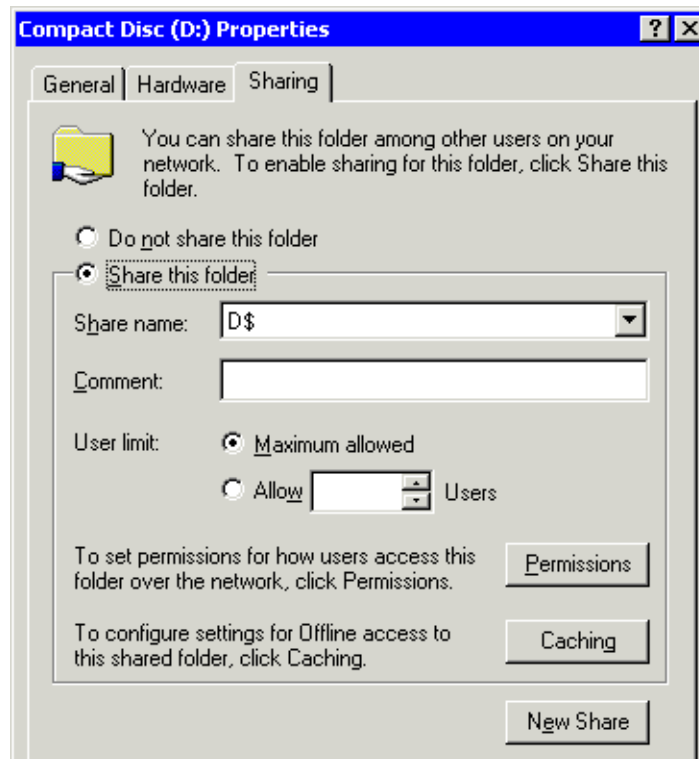 Compact Disc (D:) Properties
? X
General Hardware Sharing
You can share this folder among other users on your
network. To enable sharing for this folder, click Share this
folder.
Do not share this folder
Share this folder
Share name: D$
Comment:
User limit: Maximum allowed
Allow Users
To set permissions for how users access this
folder over the network, click Permissions.
Permissions
To configure settings for Offline access to
this shared folder, click Caching.
Caching
New Share